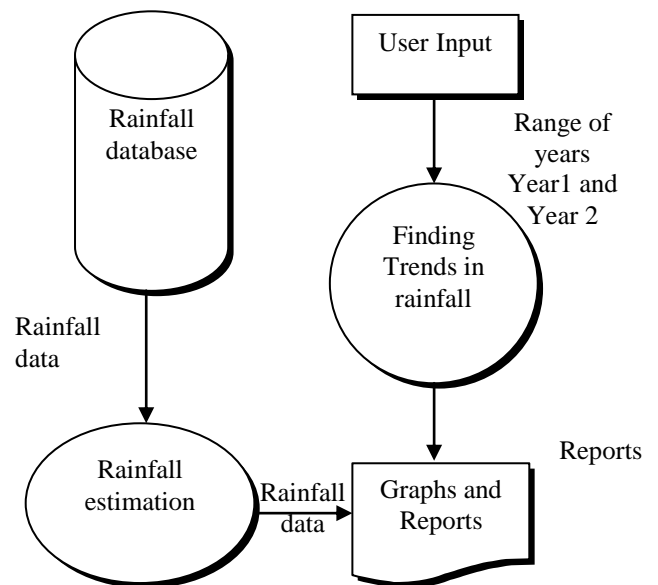 User Input
Rainfall
database
Range of
years
Year1 and
Year 2
Finding
Trends in
rainfall
Rainfall
data
Rainfall
estimation
Rainfall
data
Graphs and
Reports
Reports